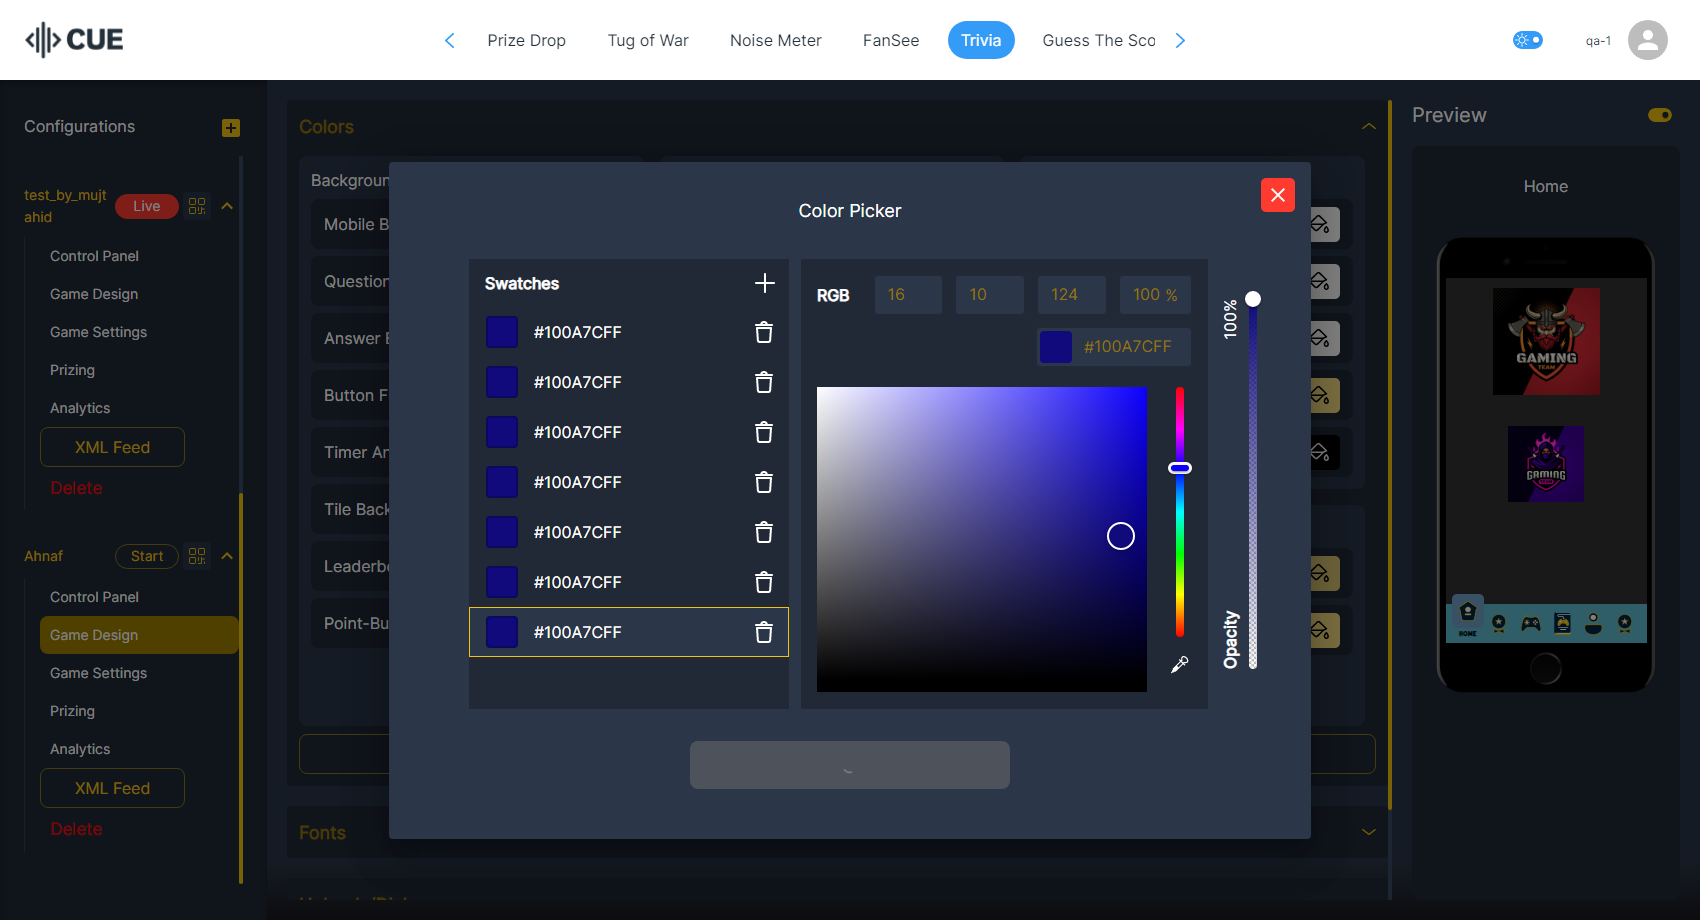 CUE
Prize Drop
Tug of War
Noise Meter
FanSee
Trivia
Guess The Sco
qa-1
Configurations
test_by_mujt
ahid
Live
Control Panel
Game Design
Game Settings
Prizing
Analytics
XML Feed
Delete
Ahnaf
Start
Control Panel
Game Design
Game Settings
Prizing
Analytics
XML Feed
Delete
Colors
Backgroun
Mobile B
Question
Answer
Button F
Timer An
Tile Back
Leaderbo
Point-Bu
Fonts
Color Picker
Swatches
#100A7CFF
#100A7CFF
#100A7CFF
#100A7CFF
#100A7CFF
#100A7CFF
#100A7CFF
RGB
16
10
124
100 %
#100A7CFF
100%
Opacity
Preview
Home
GAMING
TEAM
GAMING
HOME